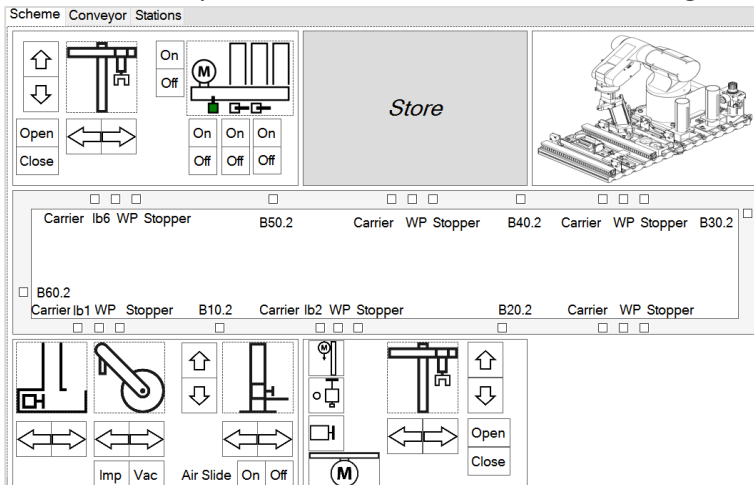 Scheme Conveyor Stations
On
Off
M
Open
Close
On On On
Off Off Off
Store
Carrier Ib6 WP Stopper B50.2 Carrier WP Stopper B40.2 Carrier WP Stopper B30.2
B60.2
Carrier Ib1 WP Stopper B10.2 Carrier Ib2 WP Stopper B20.2 Carrier WP Stopper
M
Open
Close
Imp Vac Air Slide On Off
M